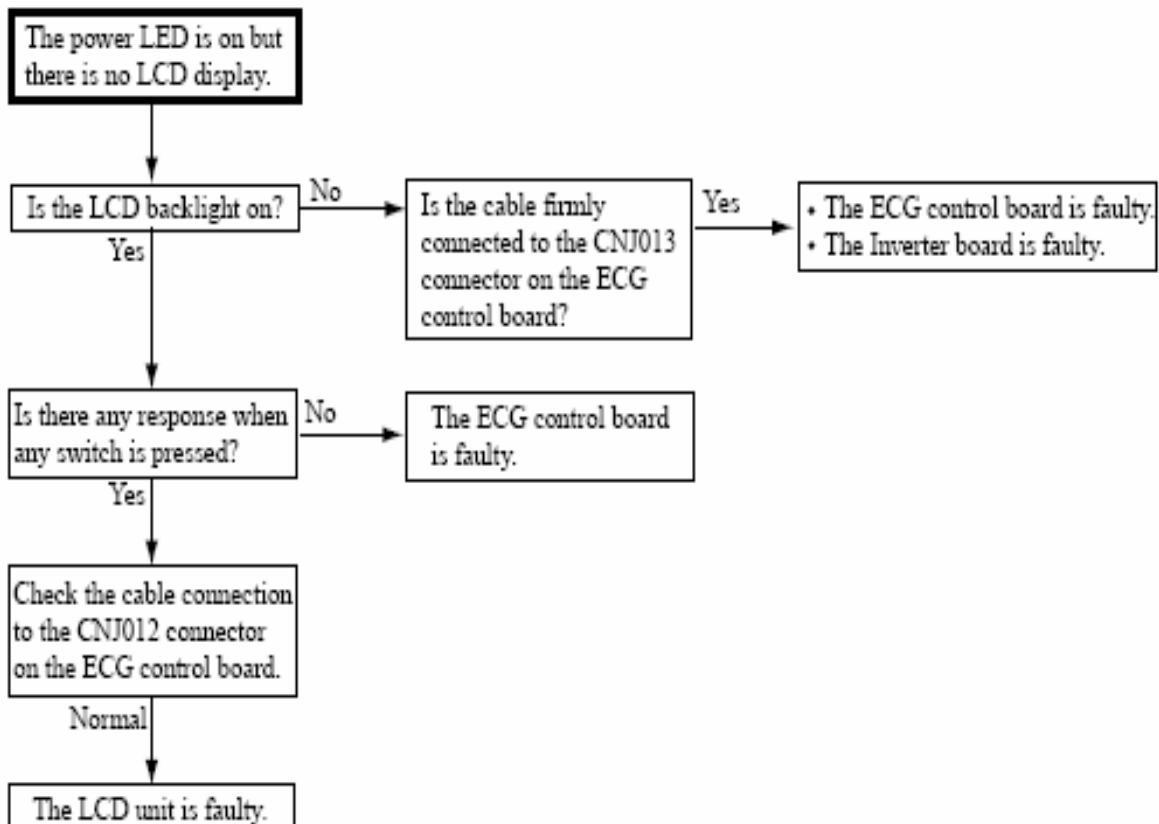 The power LED is on but
there is no LCD display.
Is the LCD backlight on?
No
Is the cable firmly
connected to the CNJ013
connector on the ECG
control board?
Yes
• The ECG control board is faulty.
• The Inverter board is faulty.
Yes
Is there any response when
any switch is pressed?
No
The ECG control board
is faulty.
Yes
Check the cable connection
to the CNJ012 connector
on the ECG control board.
Normal
The LCD unit is faulty.